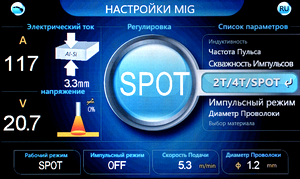 НАСТРОЙКИ MIG
RU
Электрический ток
Регулировка
Список параметров
A
117
Al-Si
3.3mm
напряжение
V
20.7
0%
SPOT
Индуктивность
Частота Пульса
Скважность Импульсов
2T/4T/SPOT
Импульсный режим
Диаметр Проволоки
Выбор материала
Рабочий режим
SPOT
Импульсный режим
OFF
Скорость Подачи
5.3 m/min
Диаметр Проволоки
Φ 1.2 mm